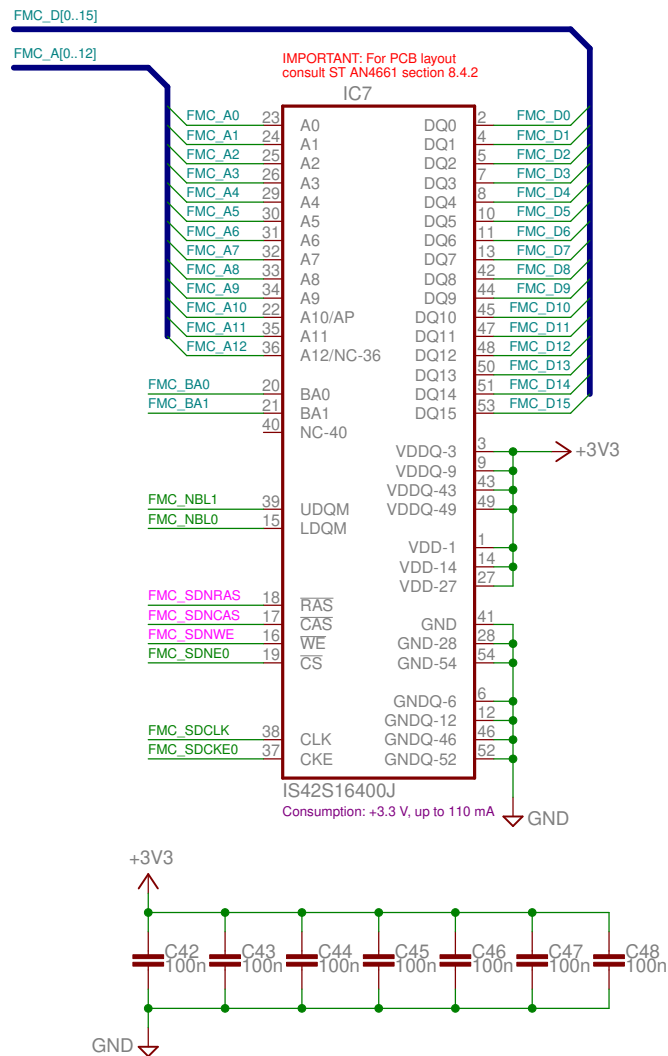 FMC_D[0..15]
FMC_A[0..12]
IMPORTANT: For PCB layout
consult ST AN4661 section 8.4.2
IC7
FMC_A0 23 A0 DQ0 2 FMC_D0
FMC_A1 24 A1 DQ1 4 FMC_D1
FMC_A2 25 A2 DQ2 5 FMC_D2
FMC_A3 26 A3 DQ3 7 FMC_D3
FMC_A4 29 A4 DQ4 8 FMC_D4
FMC_A5 30 A5 DQ5 10 FMC_D5
FMC_A6 31 A6 DQ6 11 FMC_D6
FMC_A7 32 A7 DQ7 13 FMC_D7
FMC_A8 33 A8 DQ8 42 FMC_D8
FMC_A9 34 A9 DQ9 44 FMC_D9
FMC_A10 22 A10/AP DQ10 45 FMC_D10
FMC_A11 35 A11 DQ11 47 FMC_D11
FMC_A12 36 A12/NC-36 DQ12 48 FMC_D12
DQ13 50 FMC_D13
FMC_BA0 20 BA0 DQ14 51 FMC_D14
FMC_BA1 21 BA1 DQ15 53 FMC_D15
40 NC-40
VDDQ-3 3 +3V3
VDDQ-9 9
VDDQ-43 43
FMC_NBL1 39 UDQM VDDQ-49 49
FMC_NBL0 15 LDQM
VDD-1 1
VDD-14 14
VDD-27 27
FMC_SDNRAS 18 RAS
FMC_SDNCAS 17 CAS GND 41
FMC_SDNWE 16 WE GND-28 28
FMC_SDNE0 19 CS GND-54 54
GNDQ-6 6
GNDQ-12 12
FMC_SDCLK 38 CLK GNDQ-46 46
FMC_SDCKE0 37 CKE GNDQ-52 52
IS42S16400J
Consumption: +3.3 V, up to 110 mA
GND
+3V3
C42 C43 C44 C45 C46 C47 C48
100n 100n 100n 100n 100n 100n 100n
GND